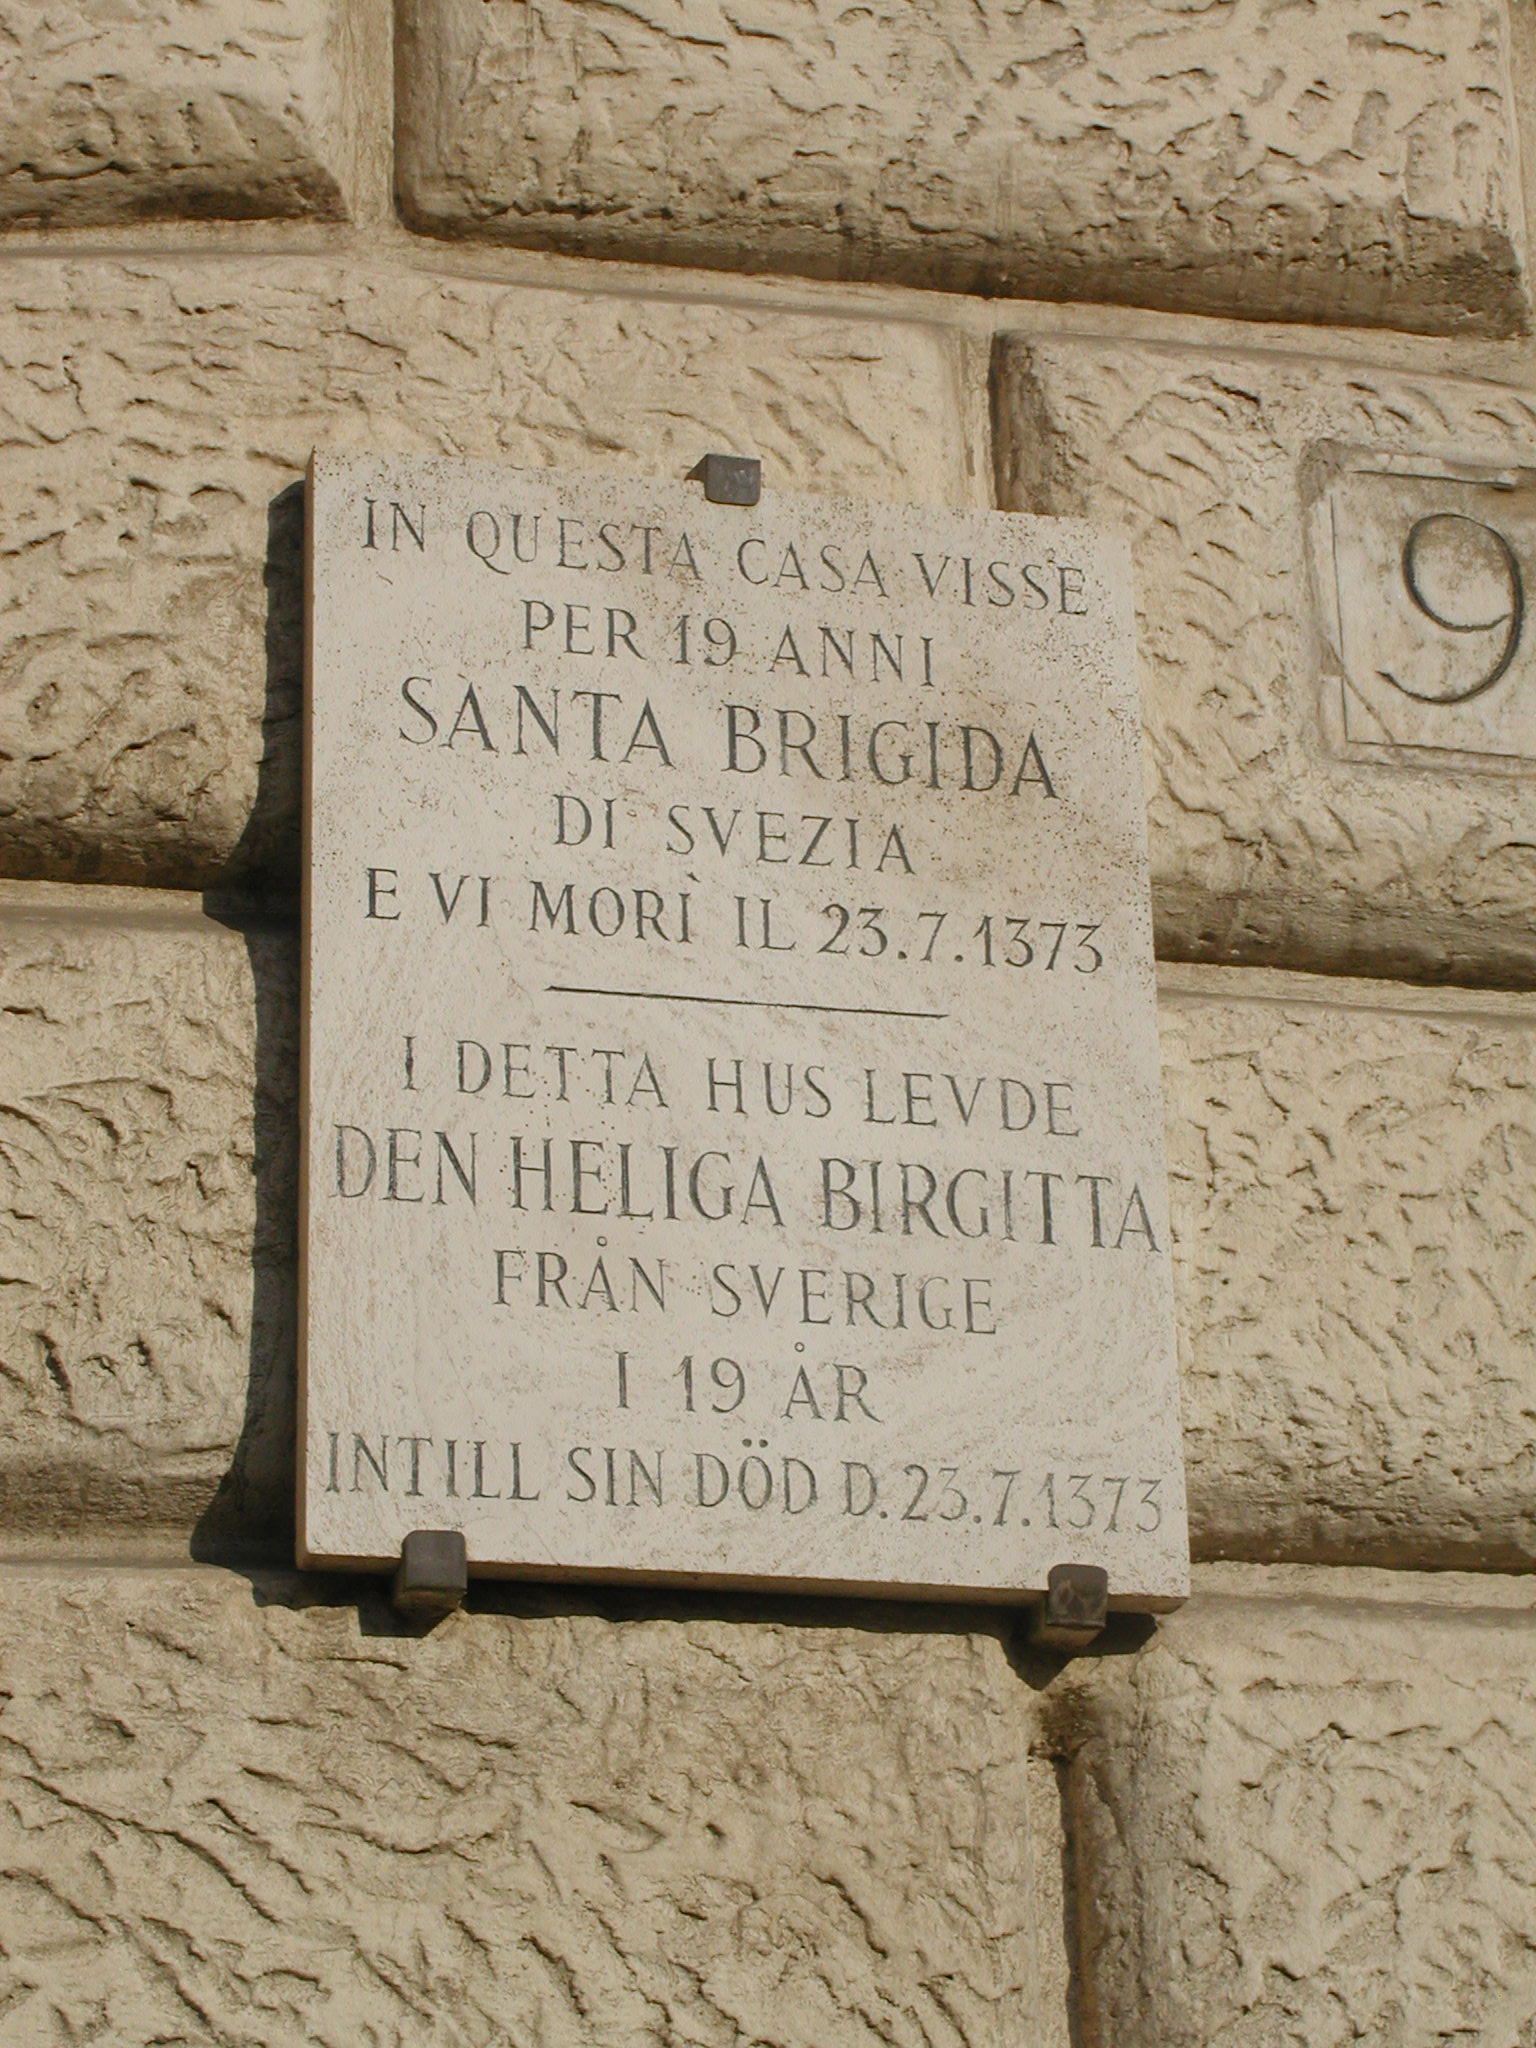 IN QUESTA CASA VISSE
PER 19 ANNI
SANTA BRIGIDA
DI SVEZIA
E VI MORÌ IL 23.7.1373
I DETTA HUS LEVDE
DEN HELIGA BIRGITTA
FRÅN SVERIGE
I 19 ÅR
INTILL SIN DÖD D.23.7.1373
9